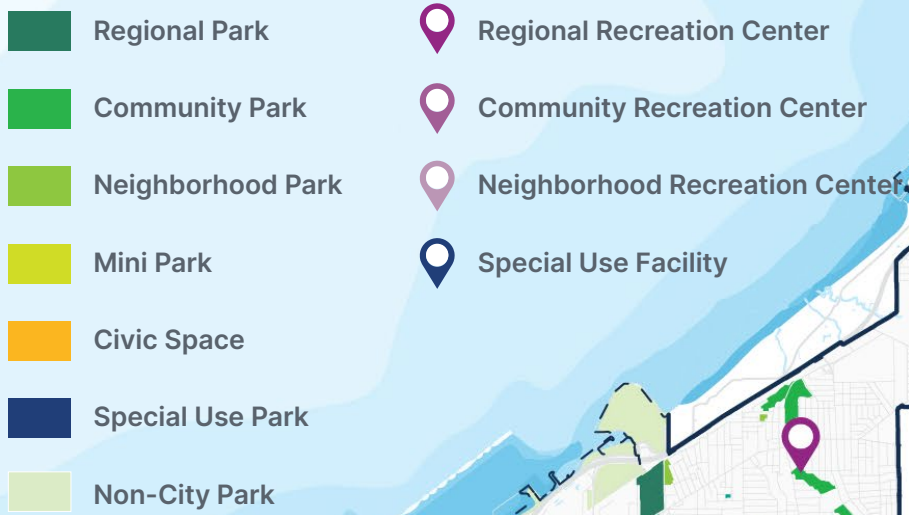 Regional Park
Community Park
Neighborhood Park
Mini Park
Civic Space
Special Use Park
Non-City Park
Regional Recreation Center
Community Recreation Center
Neighborhood Recreation Center
Special Use Facility